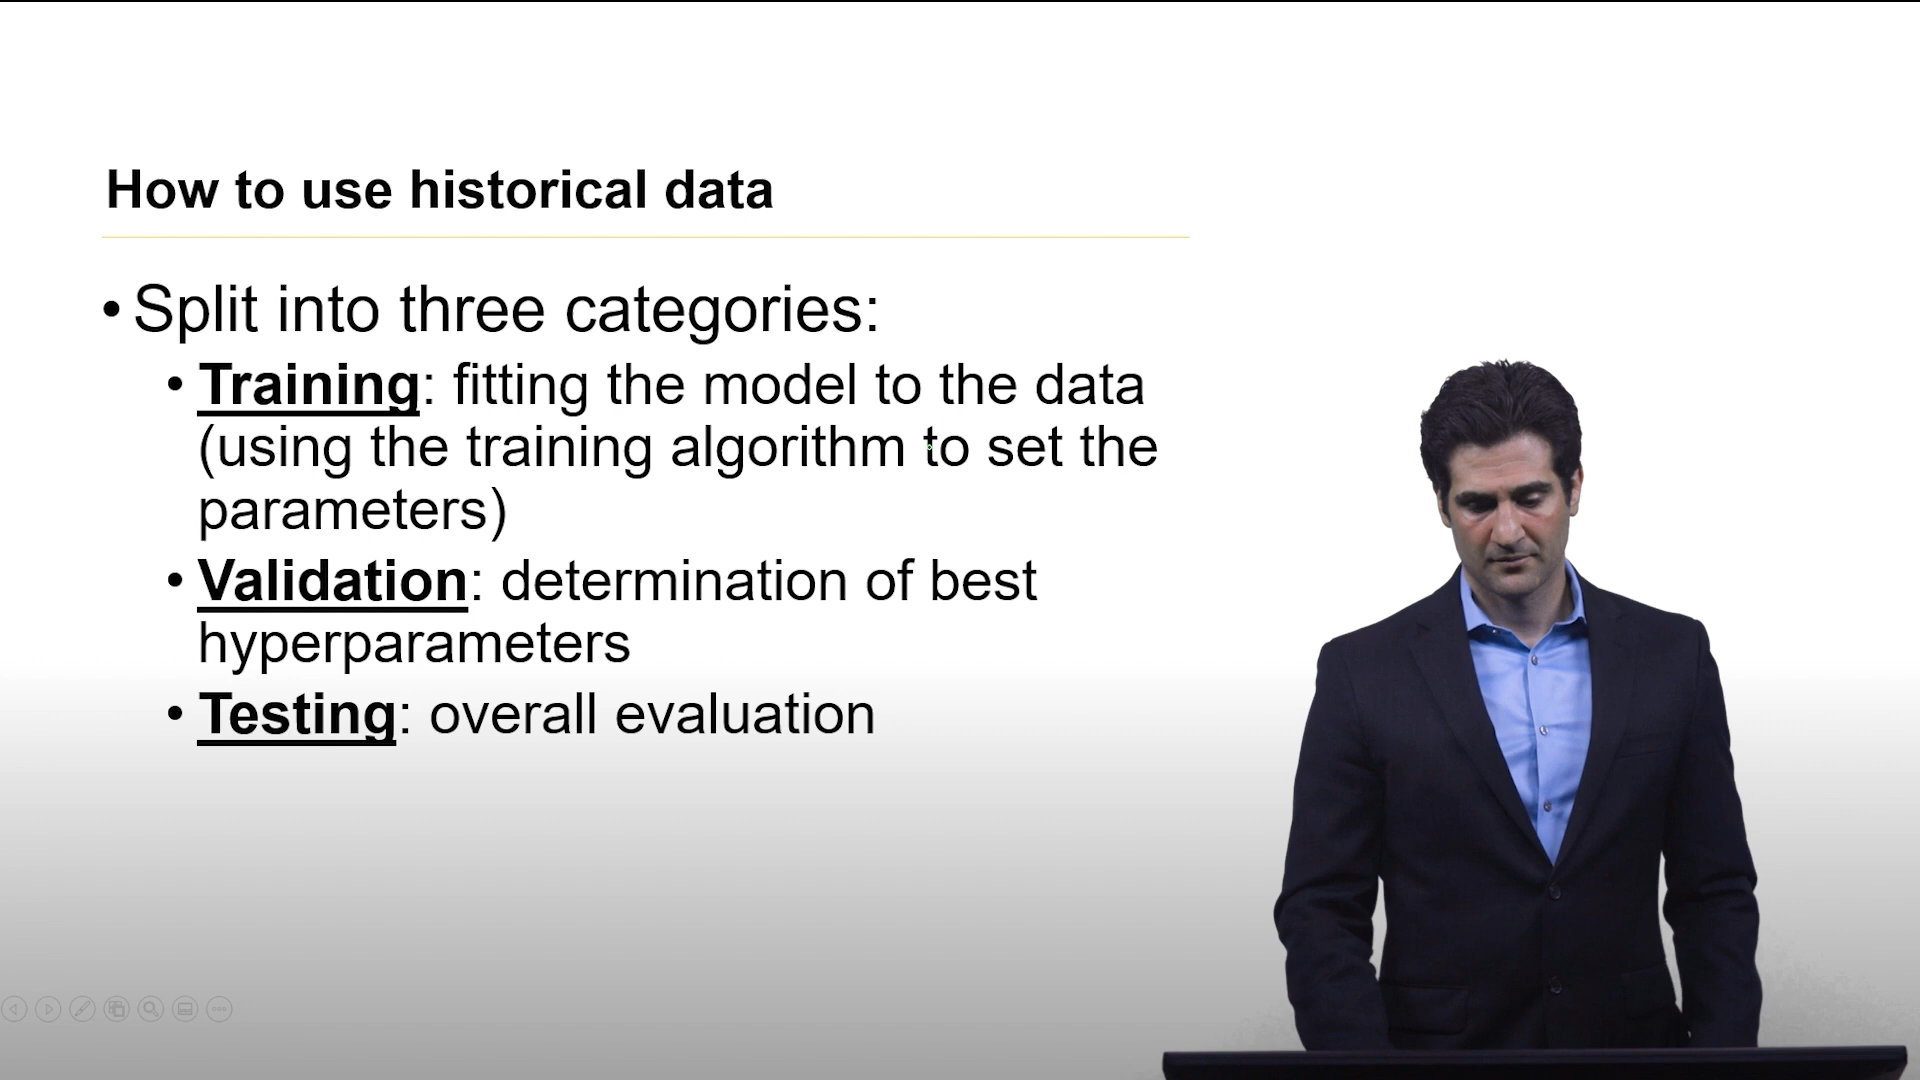 How to use historical data
• Split into three categories:
• Training: fitting the model to the data
(using the training algorithm to set the
parameters)
• Validation: determination of best
hyperparameters
• Testing: overall evaluation